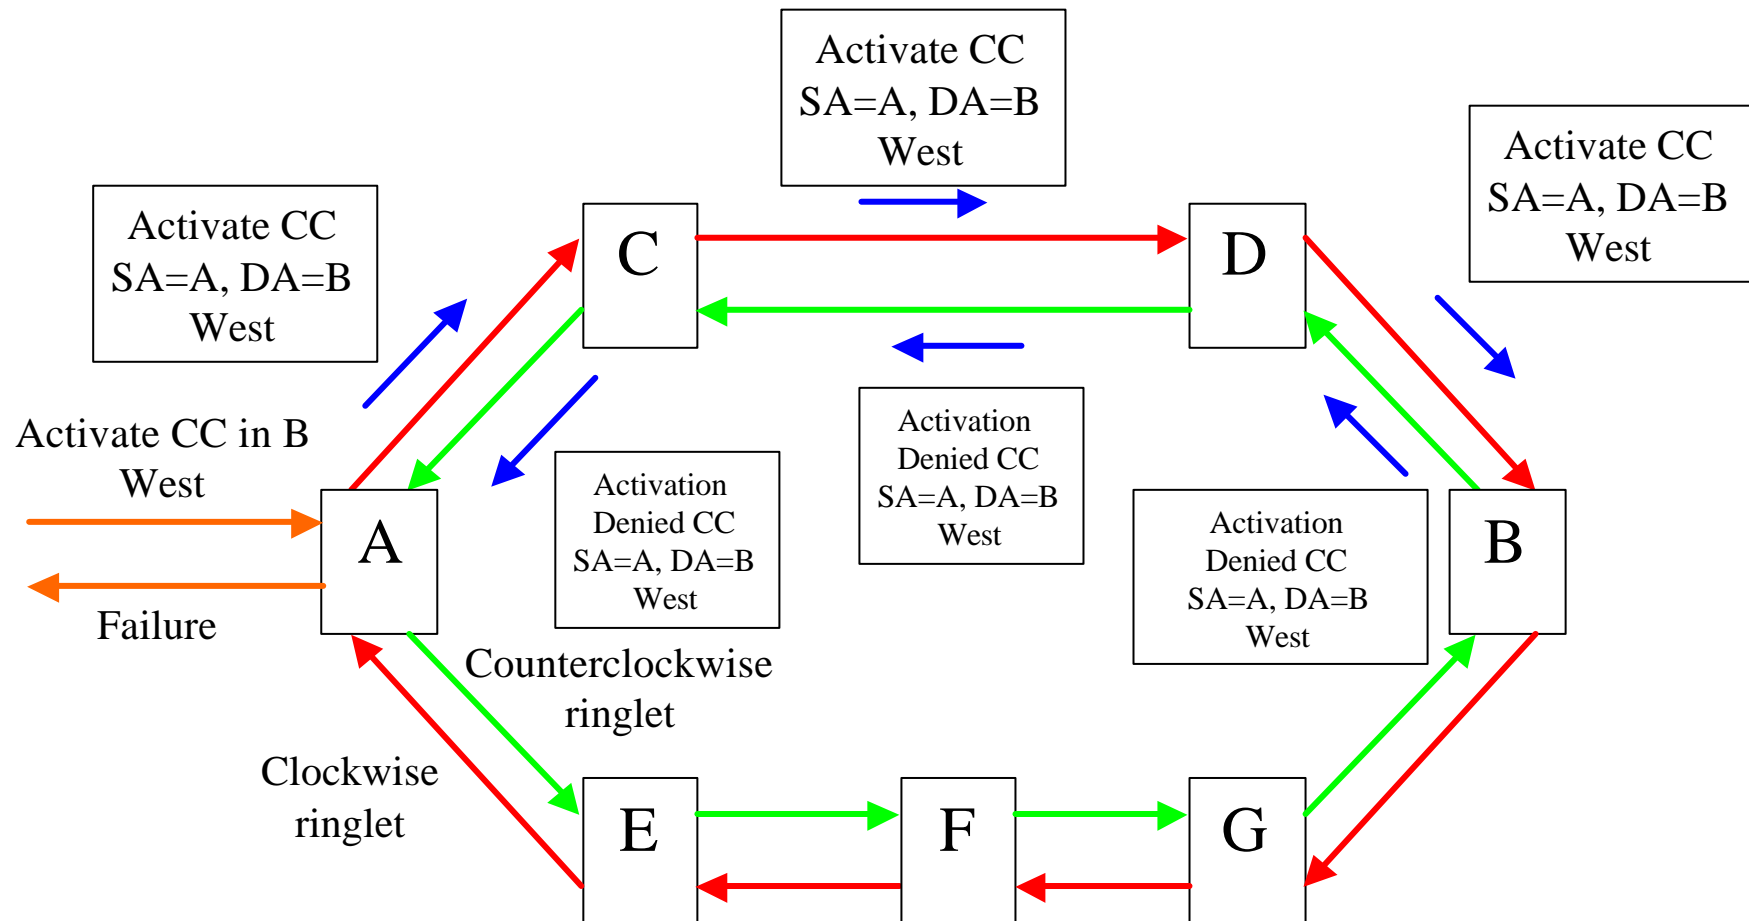 Activate CC
SA=A, DA=B
West
Activate CC
SA=A, DA=B
West
Activate CC
SA=A, DA=B
West
C
D
Activate CC in B
West
Activation
Denied CC
SA=A, DA=B
West
Activation
Denied CC
SA=A, DA=B
West
Activation
Denied CC
SA=A, DA=B
West
A
B
Failure
Counterclockwise
ringlet
Clockwise
ringlet
E
F
G